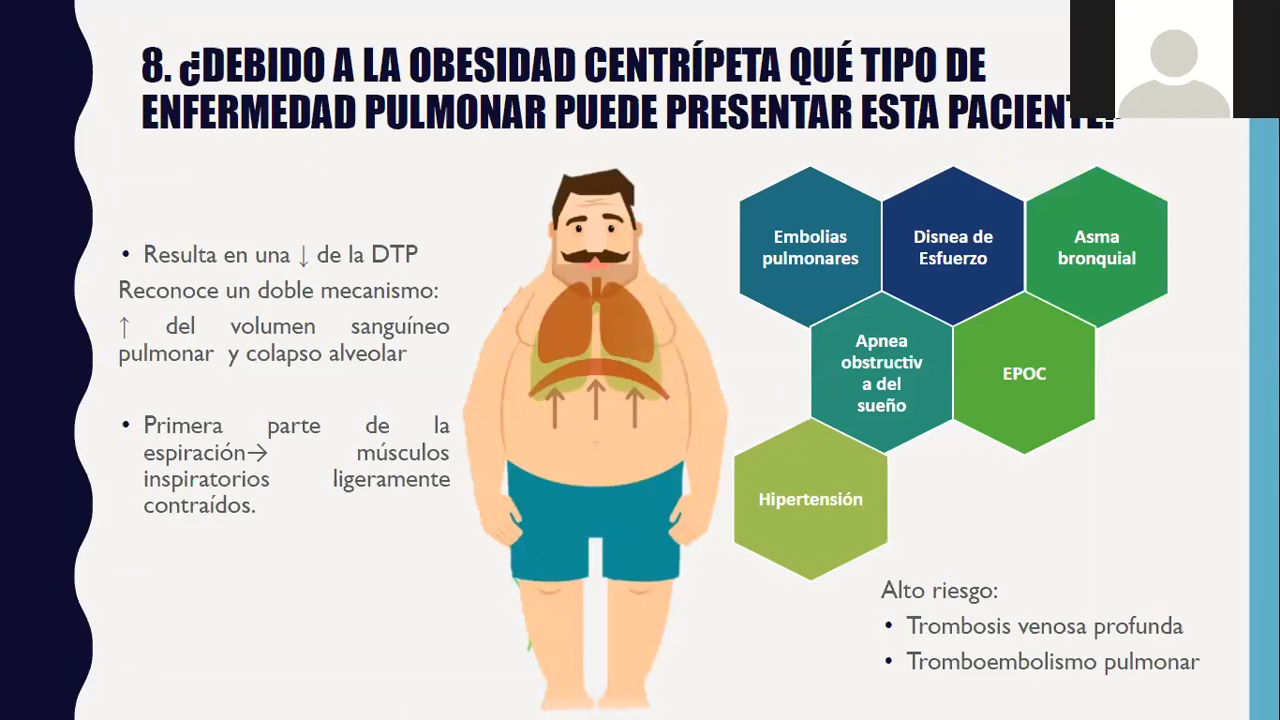 8. ¿DEBIDO A LA OBESIDAD CENTRÍPETA QUÉ TIPO DE
ENFERMEDAD PULMONAR PUEDE PRESENTAR ESTA PACIENTE?
• Resulta en una ↓ de la DTP
Reconoce un doble mecanismo:
↑ del volumen sanguíneo
pulmonar y colapso alveolar
• Primera parte de la
espiración→ músculos
inspiratorios ligeramente
contraídos.
Embolias
pulmonares
Disnea de
Esfuerzo
Asma
bronquial
Apnea
obstructiv
a del
sueño
EPOC
Hipertensión
Alto riesgo:
• Trombosis venosa profunda
• Tromboembolismo pulmonar